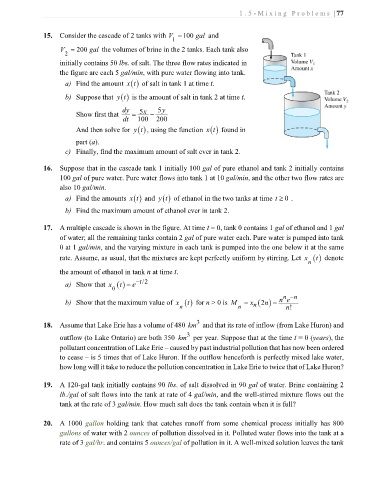 1.5-Mixing Problems | 77
15. Consider the cascade of 2 tanks with V₁ = 100 gal and
V₂ = 200 gal the volumes of brine in the 2 tanks. Each tank also
initially contains 50 lbs. of salt. The three flow rates indicated in
the figure are each 5 gal/min, with pure water flowing into tank.
a) Find the amount x(t) of salt in tank 1 at time t.
b) Suppose that y(t) is the amount of salt in tank 2 at time t.
Show first that dy/dt = 5x/100 − 5y/200
And then solve for y(t), using the function x(t) found in
part (a).
c) Finally, find the maximum amount of salt ever in tank 2.
Tank 1
Volume V₁
Amount x
Tank 2
Volume V₂
Amount y
16. Suppose that in the cascade tank 1 initially 100 gal of pure ethanol and tank 2 initially contains
100 gal of pure water. Pure water flows into tank 1 at 10 gal/min, and the other two flow rates are
also 10 gal/min.
a) Find the amounts x(t) and y(t) of ethanol in the two tanks at time t ≥ 0 .
b) Find the maximum amount of ethanol ever in tank 2.
17. A multiple cascade is shown in the figure. At time t = 0, tank 0 contains 1 gal of ethanol and 1 gal
of water; all the remaining tanks contain 2 gal of pure water each. Pure water is pumped into tank
0 at 1 gal/min, and the varying mixture in each tank is pumped into the one below it at the same
rate. Assume, as usual, that the mixtures are kept perfectly uniform by stirring. Let xₙ(t) denote
the amount of ethanol in tank n at time t.
a) Show that x₀(t) = e^(−t/2)
b) Show that the maximum value of xₙ(t) for n > 0 is Mₙ = xₙ(2n) = nⁿe⁻ⁿ/n!
18. Assume that Lake Erie has a volume of 480 km³ and that its rate of inflow (from Lake Huron) and
outflow (to Lake Ontario) are both 350 km³ per year. Suppose that at the time t = 0 (years), the
pollutant concentration of Lake Erie – caused by past industrial pollution that has now been ordered
to cease – is 5 times that of Lake Huron. If the outflow henceforth is perfectly mixed lake water,
how long will it take to reduce the pollution concentration in Lake Erie to twice that of Lake Huron?
19. A 120-gal tank initially contains 90 lbs. of salt dissolved in 90 gal of water. Brine containing 2
lb./gal of salt flows into the tank at rate of 4 gal/min, and the well-stirred mixture flows out the
tank at the rate of 3 gal/min. How much salt does the tank contain when it is full?
20. A 1000 gallon holding tank that catches runoff from some chemical process initially has 800
gallons of water with 2 ounces of pollution dissolved in it. Polluted water flows into the tank at a
rate of 3 gal/hr. and contains 5 ounces/gal of pollution in it. A well-mixed solution leaves the tank